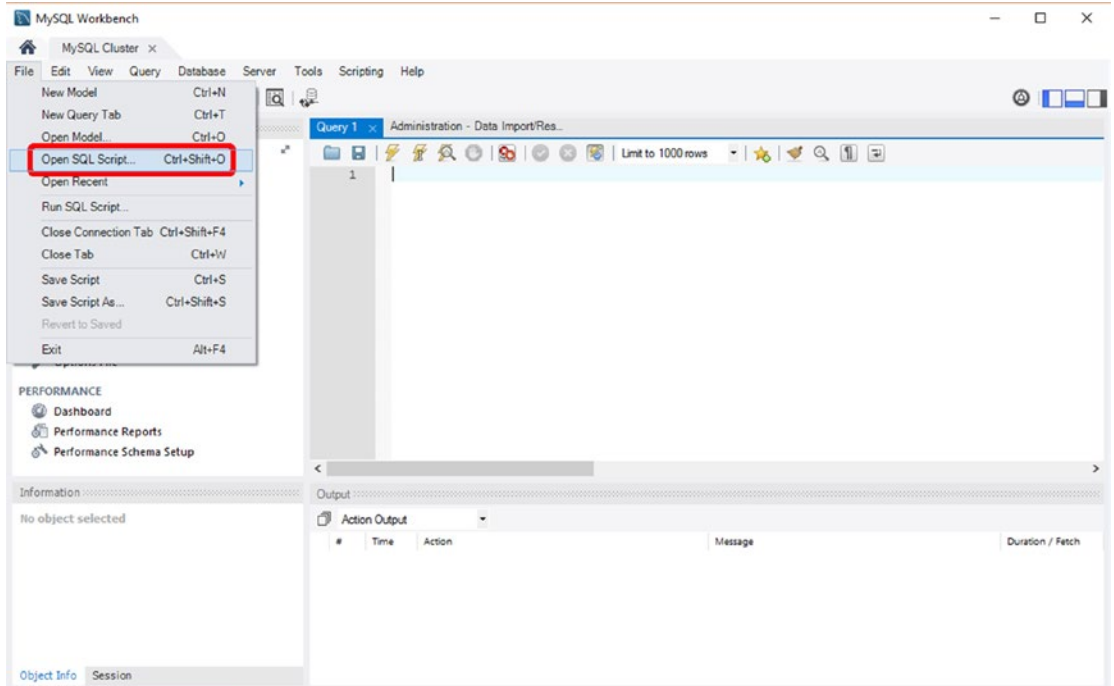 MySQL Workbench
MySQL Cluster
File Edit View Query Database Server Tools Scripting Help
New Model Ctrl+N
New Query Tab Ctrl+T
Open Model... Ctrl+O
Open SQL Script... Ctrl+Shift+O
Open Recent
Run SQL Script...
Close Connection Tab Ctrl+Shift+F4
Close Tab Ctrl+W
Save Script Ctrl+S
Save Script As... Ctrl+Shift+S
Revert to Saved
Exit Alt+F4
PERFORMANCE
Dashboard
Performance Reports
Performance Schema Setup
Information
No object selected
Object Info Session
Query 1 Administration - Data Import/Res...
Limit to 1000 rows
1
Output
Action Output
# Time Action Message Duration / Fetch